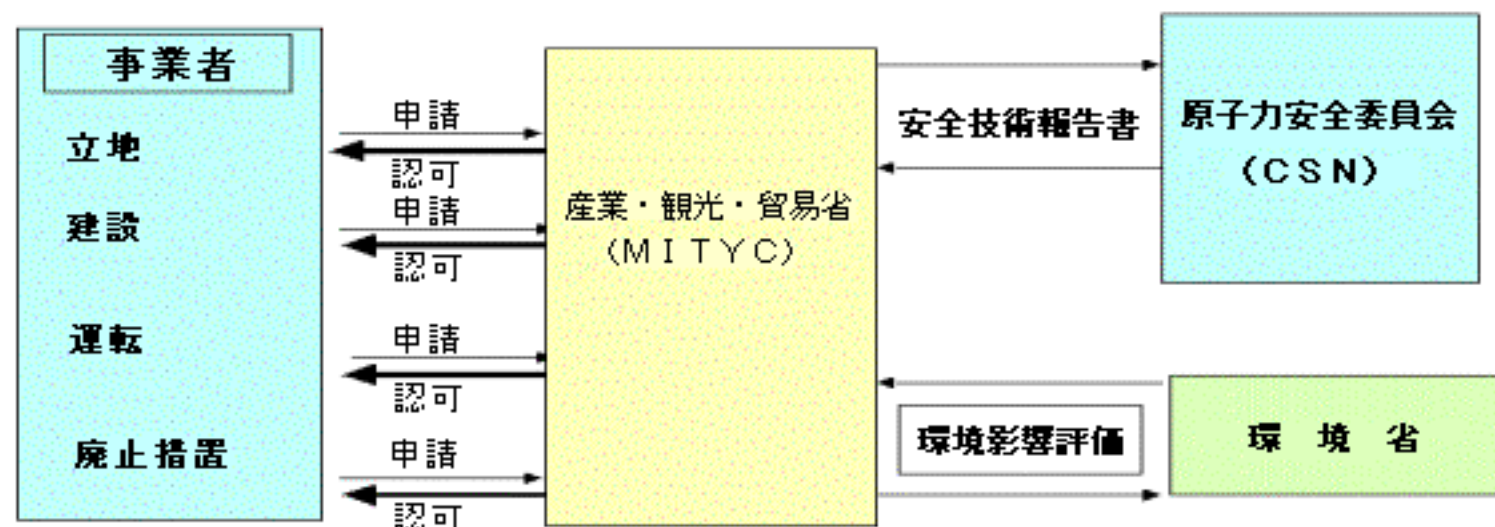 事業者
立地
建設
運転
廃止措置
申請
認可
申請
認可
申請
認可
申請
認可
産業・観光・貿易省
(MITYC)
安全技術報告書
原子力安全委員会
(CSN)
環境影響評価
環境省